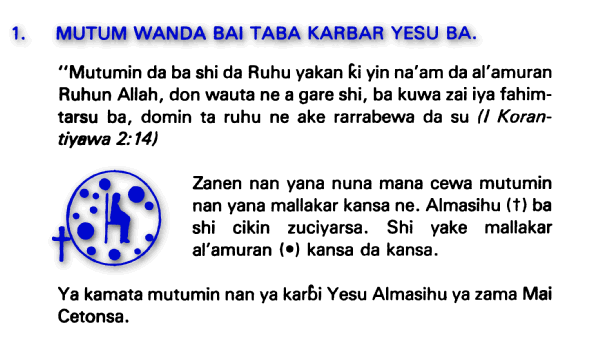 1. MUTUM WANDA BAI TABA KARBAR YESU BA.
"Mutumin da ba shi da Ruhu yakan ƙi yin na'am da al'amuran
Ruhun Allah, don wauta ne a gare shi, ba kuwa zai iya fahim-
tarsu ba, domin ta ruhu ne ake rarrabewa da su (I Koran-
tiyawa 2:14)
Zanen nan yana nuna mana cewa mutumin
nan yana mallakar kansa ne. Almasihu (†) ba
shi cikin zuciyarsa. Shi yake mallakar
al'amuran (•) kansa da kansa.
Ya kamata mutumin nan ya karɓi Yesu Almasihu ya zama Mai
Cetonsa.